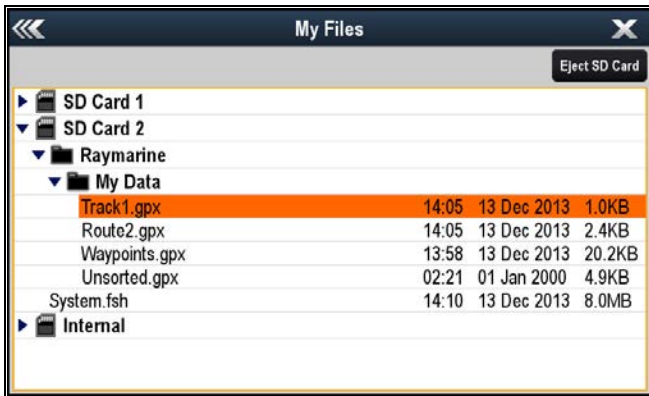 My Files
Eject SD Card
SD Card 1
SD Card 2
Raymarine
My Data
Track1.gpx 14:05 13 Dec 2013 1.0KB
Route2.gpx 14:05 13 Dec 2013 2.4KB
Waypoints.gpx 13:58 13 Dec 2013 20.2KB
Unsorted.gpx 02:21 01 Jan 2000 4.9KB
System.fsh 14:10 13 Dec 2013 8.0MB
Internal